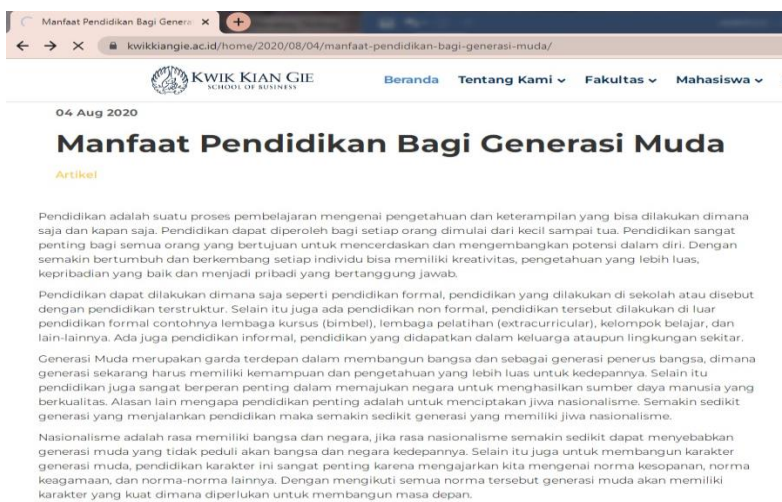 Manfaat Pendidikan Bagi Genera
kwikkiangie.ac.id/home/2020/08/04/manfaat-pendidikan-bagi-generasi-muda/
KWIK KIAN GIE
SCHOOL OF BUSINESS
Beranda Tentang Kami Fakultas Mahasiswa
04 Aug 2020
Manfaat Pendidikan Bagi Generasi Muda
Artikel
Pendidikan adalah suatu proses pembelajaran mengenai pengetahuan dan keterampilan yang bisa dilakukan dimana
saja dan kapan saja. Pendidikan dapat diperoleh bagi setiap orang dimulai dari kecil sampai tua. Pendidikan sangat
penting bagi semua orang yang bertujuan untuk mencerdaskan dan mengembangkan potensi dalam diri. Dengan
semakin bertumbuh dan berkembang setiap individu bisa memiliki kreativitas, pengetahuan yang lebih luas,
kepribadian yang baik dan menjadi pribadi yang bertanggung jawab.
Pendidikan dapat dilakukan dimana saja seperti pendidikan formal, pendidikan yang dilakukan di sekolah atau disebut
dengan pendidikan terstruktur. Selain itu juga ada pendidikan non formal, pendidikan tersebut dilakukan di luar
pendidikan formal contohnya lembaga kursus (bimbel), lembaga pelatihan (extracurricular), kelompok belajar, dan
lain-lainnya. Ada juga pendidikan informal, pendidikan yang didapatkan dalam keluarga ataupun lingkungan sekitar.
Generasi Muda merupakan garda terdepan dalam membangun bangsa dan sebagai generasi penerus bangsa, dimana
generasi sekarang harus memiliki kemampuan dan pengetahuan yang lebih luas untuk kedepannya. Selain itu
pendidikan juga sangat berperan penting dalam memajukan negara untuk menghasilkan sumber daya manusia yang
berkualitas. Alasan lain mengapa pendidikan penting adalah untuk menciptakan jiwa nasionalisme. Semakin sedikit
generasi yang menjalankan pendidikan maka semakin sedikit generasi yang memiliki jiwa nasionalisme.
Nasionalisme adalah rasa memiliki bangsa dan negara, jika rasa nasionalisme semakin sedikit dapat menyebabkan
generasi muda yang tidak peduli akan bangsa dan negara kedepannya. Selain itu juga untuk membangun karakter
generasi muda, pendidikan karakter ini sangat penting karena mengajarkan kita mengenai norma kesopanan, norma
keagamaan, dan norma-norma lainnya. Dengan mengikuti semua norma tersebut generasi muda akan memiliki
karakter yang kuat dimana diperlukan untuk membangun masa depan.